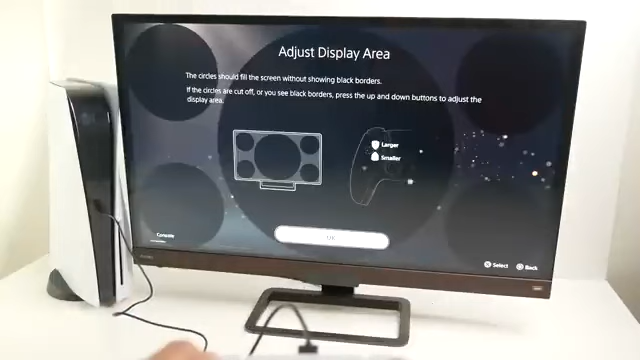 Adjust Display Area
The circles should fill the screen without showing black borders.
If the circles are cut off, or you see black borders, press the up and down buttons to adjust the
display area.
Larger
Smaller
OK
Console
Select
Back